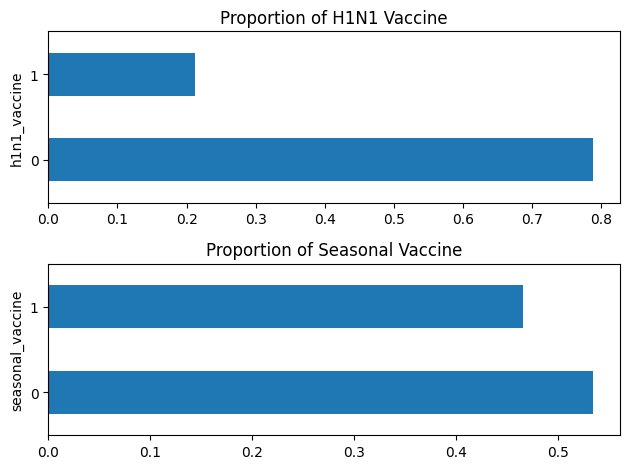 Proportion of H1N1 Vaccine
h1n1_vaccine
1
0
0.0 0.1 0.2 0.3 0.4 0.5 0.6 0.7 0.8
Proportion of Seasonal Vaccine
seasonal_vaccine
1
0
0.0 0.1 0.2 0.3 0.4 0.5